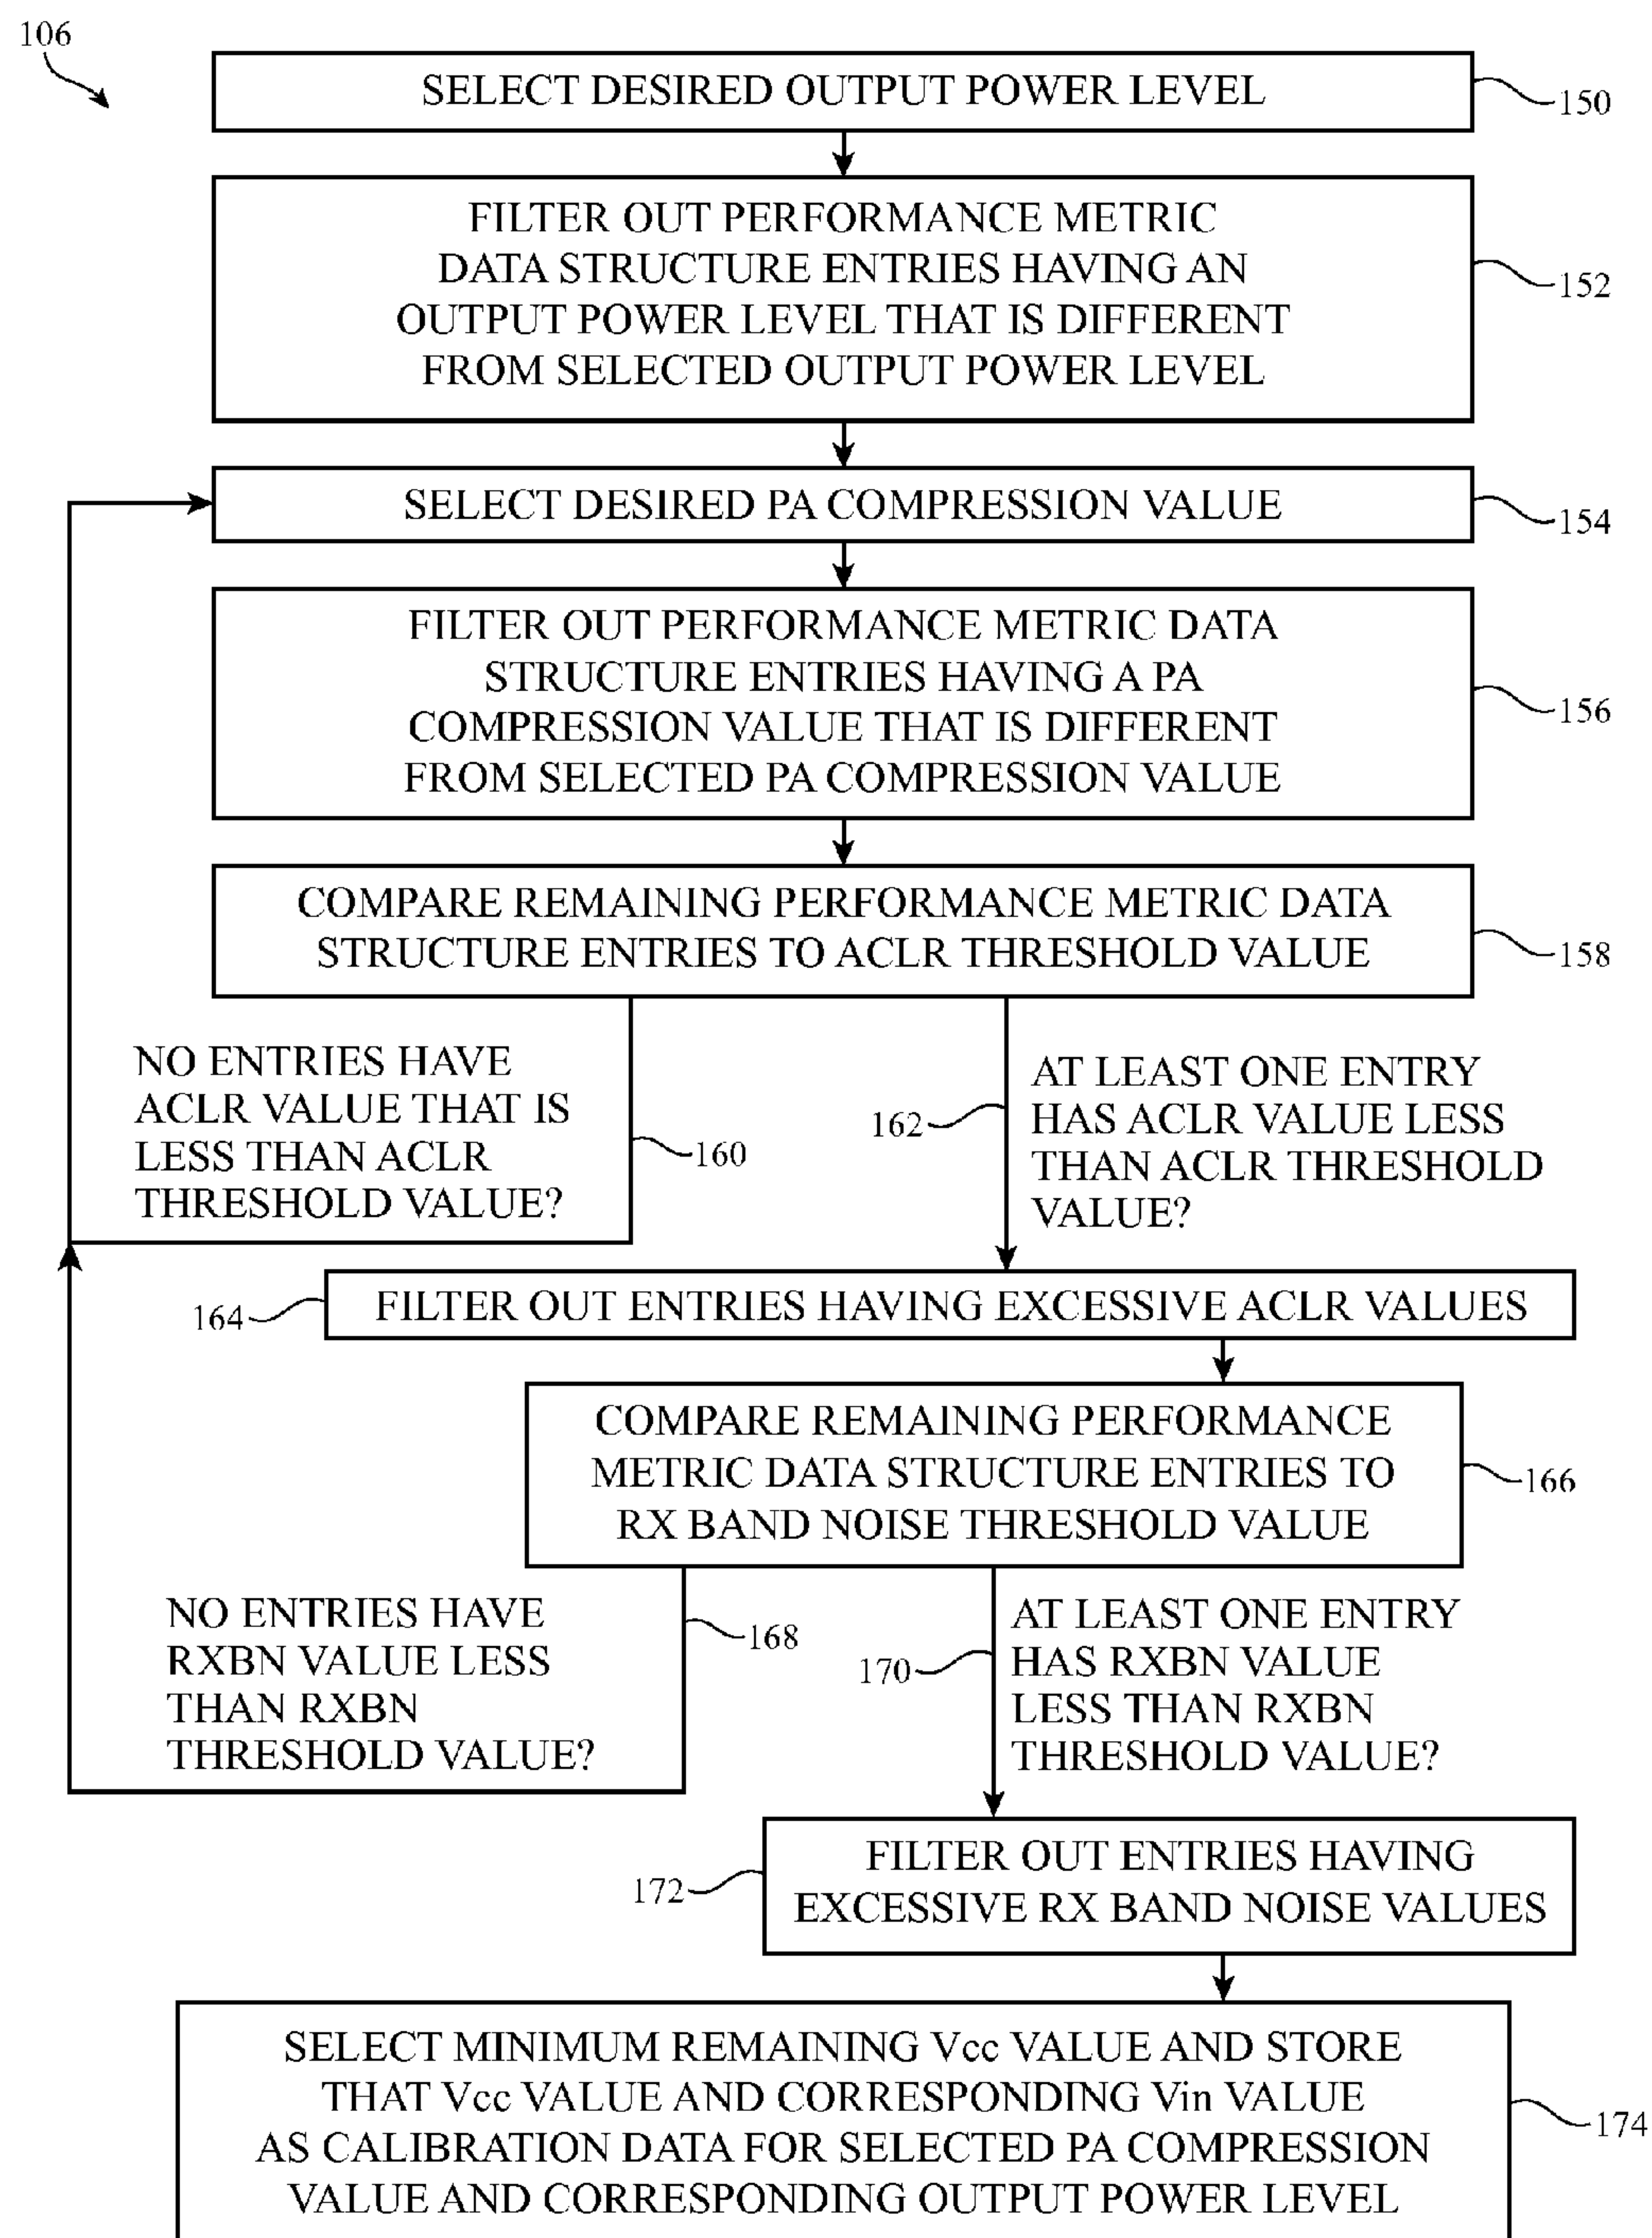 106
SELECT DESIRED OUTPUT POWER LEVEL
150
FILTER OUT PERFORMANCE METRIC
DATA STRUCTURE ENTRIES HAVING AN
OUTPUT POWER LEVEL THAT IS DIFFERENT
FROM SELECTED OUTPUT POWER LEVEL
152
SELECT DESIRED PA COMPRESSION VALUE
154
FILTER OUT PERFORMANCE METRIC DATA
STRUCTURE ENTRIES HAVING A PA
COMPRESSION VALUE THAT IS DIFFERENT
FROM SELECTED PA COMPRESSION VALUE
156
COMPARE REMAINING PERFORMANCE METRIC DATA
STRUCTURE ENTRIES TO ACLR THRESHOLD VALUE
158
NO ENTRIES HAVE
ACLR VALUE THAT IS
LESS THAN ACLR
THRESHOLD VALUE?
160
162
AT LEAST ONE ENTRY
HAS ACLR VALUE LESS
THAN ACLR THRESHOLD
VALUE?
164
FILTER OUT ENTRIES HAVING EXCESSIVE ACLR VALUES
COMPARE REMAINING PERFORMANCE
METRIC DATA STRUCTURE ENTRIES TO
RX BAND NOISE THRESHOLD VALUE
166
NO ENTRIES HAVE
RXBN VALUE LESS
THAN RXBN
THRESHOLD VALUE?
168
170
AT LEAST ONE ENTRY
HAS RXBN VALUE
LESS THAN RXBN
THRESHOLD VALUE?
172
FILTER OUT ENTRIES HAVING
EXCESSIVE RX BAND NOISE VALUES
SELECT MINIMUM REMAINING Vcc VALUE AND STORE
THAT Vcc VALUE AND CORRESPONDING Vin VALUE
AS CALIBRATION DATA FOR SELECTED PA COMPRESSION
VALUE AND CORRESPONDING OUTPUT POWER LEVEL
174